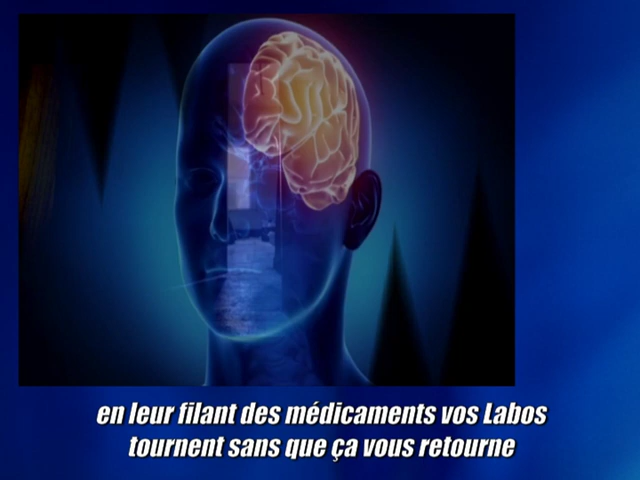 en leur filant des médicaments vos Labos
tournent sans que ça vous retourne